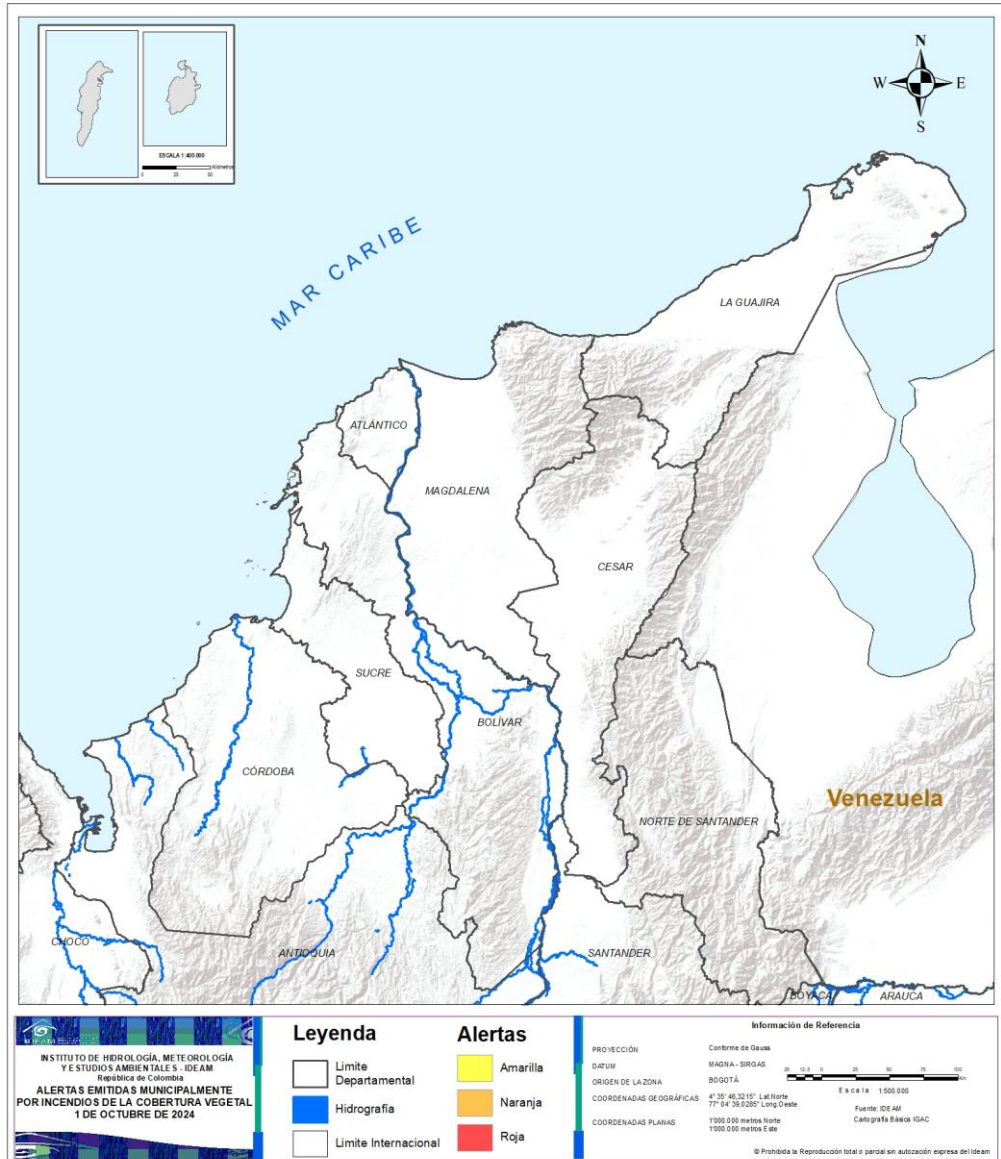 N
W
E
S
ESCALA 1:400.000
Kilómetros
MAR CARIBE
LA GUAJIRA
ATLÁNTICO
MAGDALENA
CESAR
SUCRE
BOLÍVAR
CÓRDOBA
Venezuela
NORTE DE SANTANDER
CHOCO
ANTIOQUIA
SANTANDER
BOYACÁ
ARAUCA
IDEAM
INSTITUTO DE HIDROLOGÍA, METEOROLOGÍA
Y ESTUDIOS AMBIENTALES - IDEAM
República de Colombia
ALERTAS EMITIDAS MUNICIPALMENTE
POR INCENDIOS DE LA COBERTURA VEGETAL
1 DE OCTUBRE DE 2024
Leyenda
Limite
Departamental
Hidrografía
Limite Internacional
Alertas
Amarilla
Naranja
Roja
Información de Referencia
PROYECCIÓN Conforme de Gauss
DATUM MAGNA - SIRGAS
ORIGEN DE LA ZONA BOGOTÁ
COORDENADAS GEOGRÁFICAS 4° 35' 46,3215" Lat.Norte
77° 04' 39,0285" Long.Oeste
COORDENADAS PLANAS 1'000.000 metros Norte
1'000.000 metros Este
Escala 1:500.000
Fuente: IDEAM
Cartografía Básica IGAC
© Prohibida la Reproducción total o parcial sin autozación expresa del Ideam